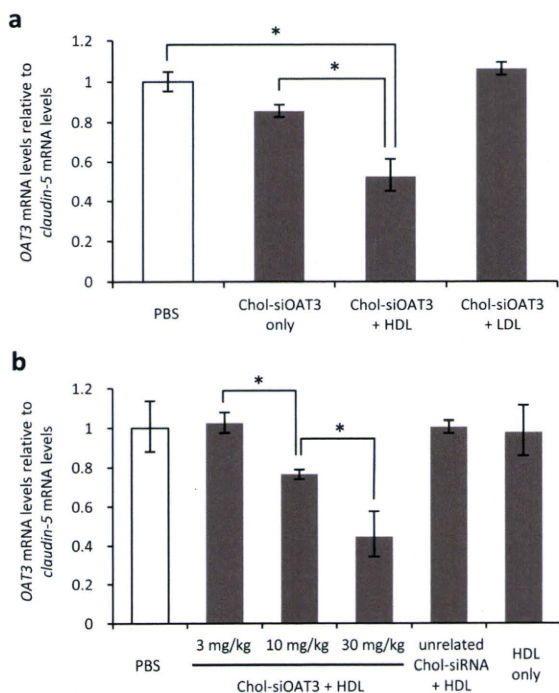 a
OAT3 mRNA levels relative to
claudin-5 mRNA levels
1.2
1
0.8
0.6
0.4
0.2
0
*
*
PBS
Chol-siOAT3
only
Chol-siOAT3
+ HDL
Chol-siOAT3
+ LDL
b
OAT3 mRNA levels relative to
claudin-5 mRNA levels
1.2
1
0.8
0.6
0.4
0.2
0
*
*
PBS
3 mg/kg 10 mg/kg 30 mg/kg
Chol-siOAT3 + HDL
unrelated
Chol-siRNA
+ HDL
HDL
only